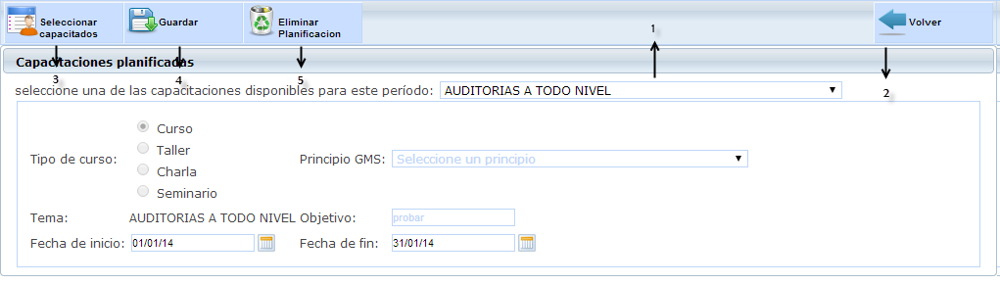 Seleccionar capacitados
Guardar
Eliminar Planificacion
Volver
1
Capacitaciones planificadas
3
4
5
2
seleccione una de las capacitaciones disponibles para este período: AUDITORIAS A TODO NIVEL
Curso
Taller
Tipo de curso:
Principio GMS: Seleccione un principio
Charla
Seminario
Tema: AUDITORIAS A TODO NIVEL Objetivo: probar
Fecha de inicio: 01/01/14 Fecha de fin: 31/01/14